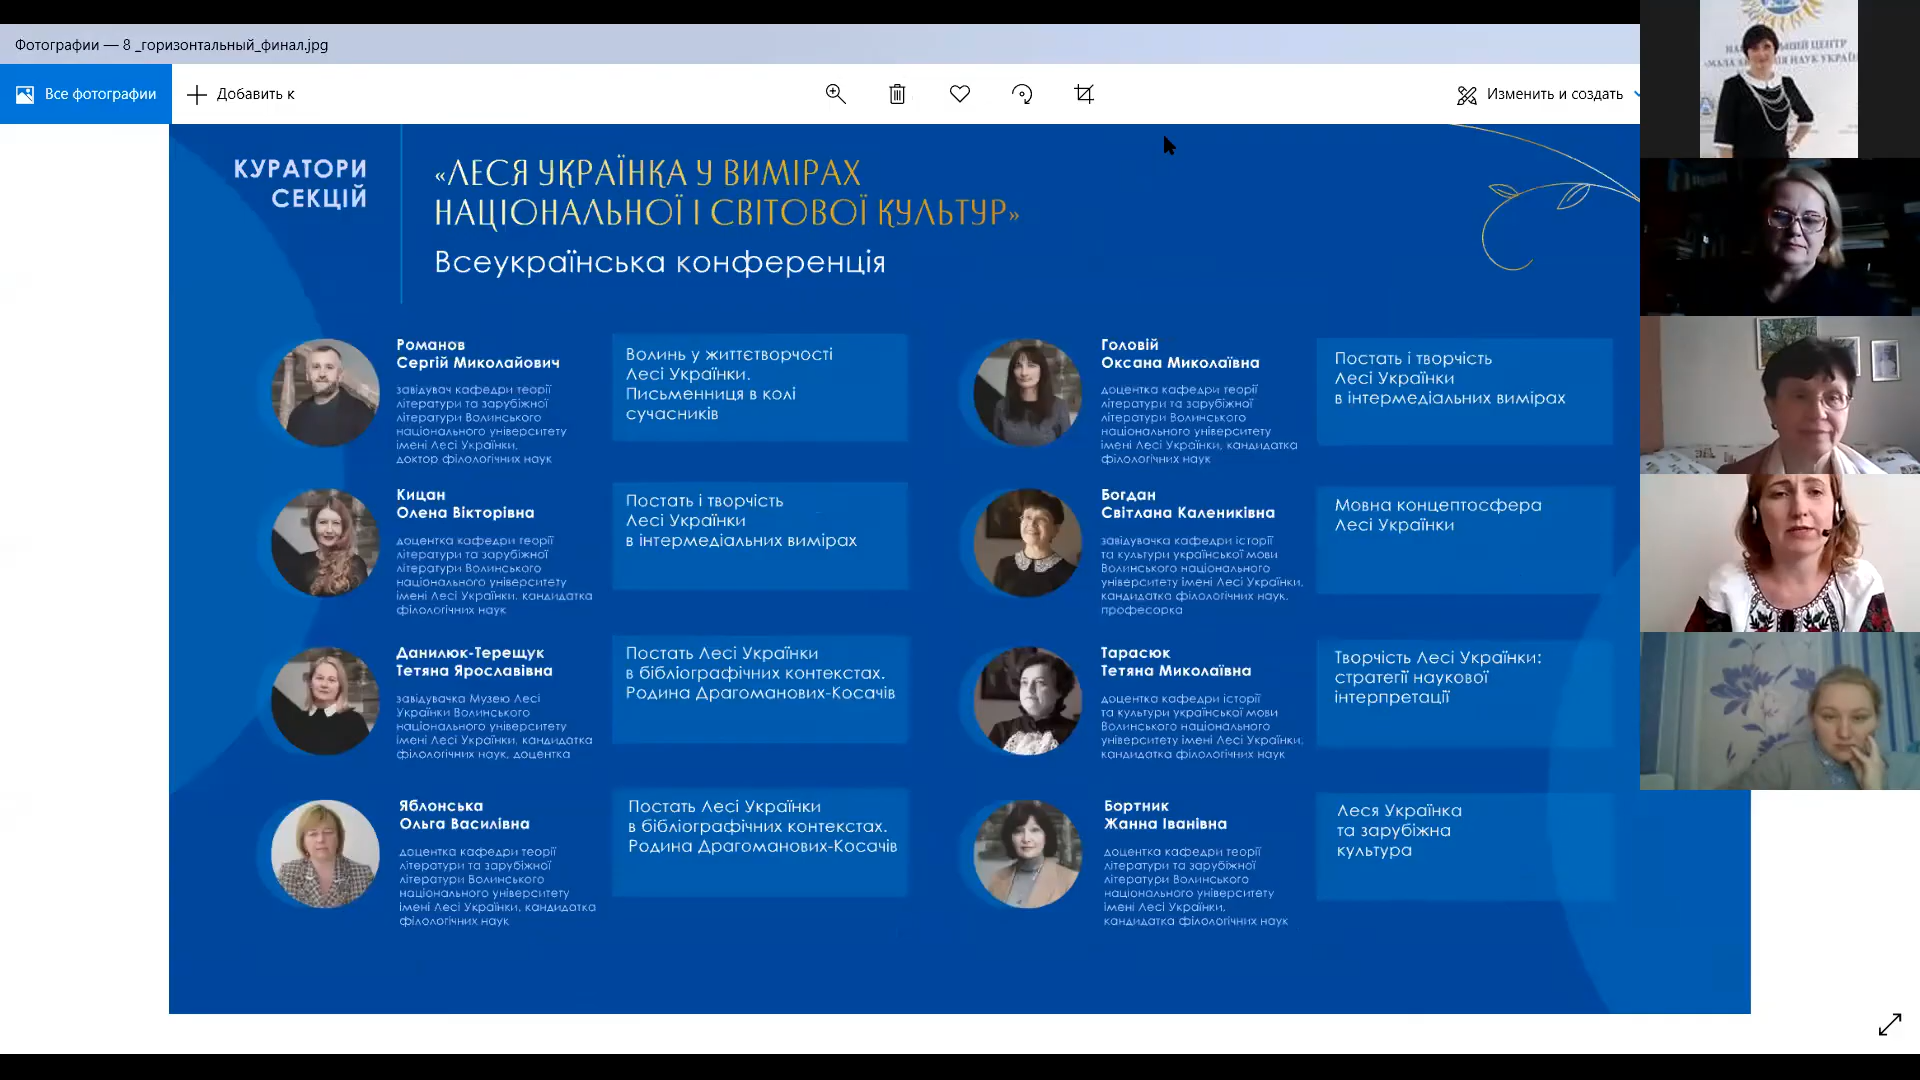 Фотографии — 8 _горизонтальный_финал.jpg
Все фотографии
Добавить к
Изменить и создать
КУРАТОРИ
СЕКЦІЙ
«ЛЕСЯ УКРАЇНКА У ВИМІРАХ
НАЦІОНАЛЬНОЇ І СВІТОВОЇ КУЛЬТУР»
Всеукраїнська конференція
Романов
Сергій Миколайович
завідувач кафедри теорії
літератури та зарубіжної
літератури Волинського
національного університету
імені Лесі Українки,
доктор філологічних наук
Волинь у життєтворчості
Лесі Українки.
Письменниця в колі
сучасників
Головій
Оксана Миколаївна
доцентка кафедри теорії
літератури та зарубіжної
літератури Волинського
національного університету
імені Лесі Українки, кандидатка
філологічних наук
Постать і творчість
Лесі Українки
в інтермедіальних вимірах
Кицан
Олена Вікторівна
доцентка кафедри теорії
літератури та зарубіжної
літератури Волинського
національного університету
імені Лесі Українки, кандидатка
філологічних наук
Постать і творчість
Лесі Українки
в інтермедіальних вимірах
Богдан
Світлана Калениківна
завідувачка кафедри історії
та культури української мови
Волинського національного
університету імені Лесі Українки,
кандидатка філологічних наук,
професорка
Мовна концептосфера
Лесі Українки
Данилюк-Терещук
Тетяна Ярославівна
завідувачка Музею Лесі
Українки Волинського
національного університету
імені Лесі Українки, кандидатка
філологічних наук, доцентка
Постать Лесі Українки
в бібліографічних контекстах.
Родина Драгоманових-Косачів
Тарасюк
Тетяна Миколаївна
доцентка кафедри історії
та культури української мови
Волинського національного
університету імені Лесі Українки,
кандидатка філологічних наук
Творчість Лесі Українки:
стратегії наукової
інтерпретації
Яблонська
Ольга Василівна
доцентка кафедри теорії
літератури та зарубіжної
літератури Волинського
національного університету
імені Лесі Українки, кандидатка
філологічних наук
Постать Лесі Українки
в бібліографічних контекстах.
Родина Драгоманових-Косачів
Бортник
Жанна Іванівна
доцентка кафедри теорії
літератури та зарубіжної
літератури Волинського
національного університету
імені Лесі Українки,
кандидатка філологічних наук
Леся Українка
та зарубіжна
культура
ЦЕНТР
НАУК